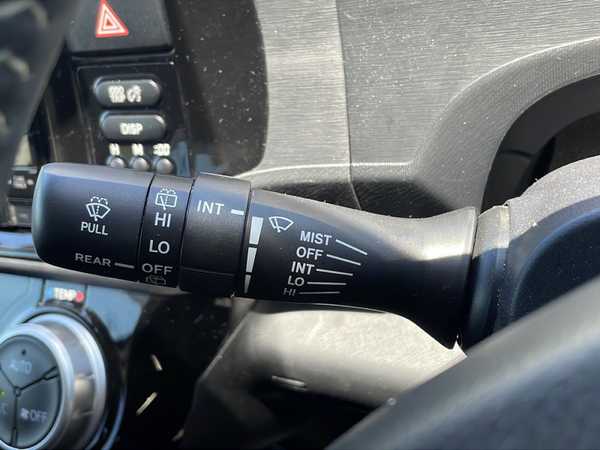 DISP
PULL
REAR
HI
LO
OFF
INT
MIST
OFF
INT
LO
HI
TEMP
AUTO
OFF